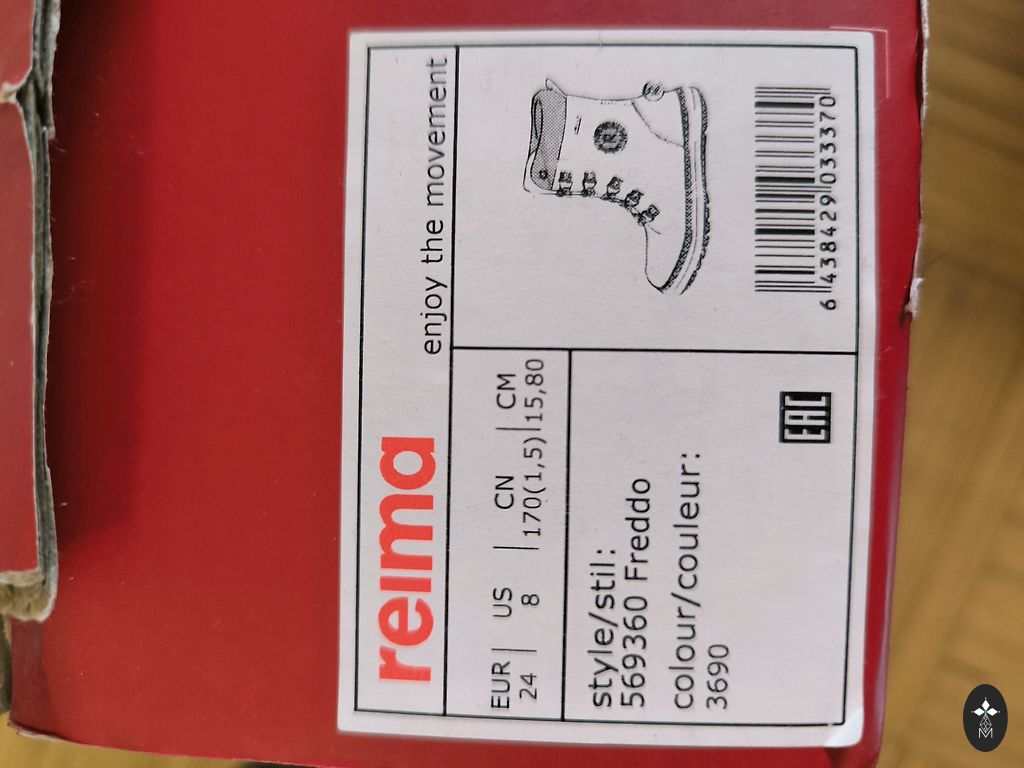 reima
enjoy the movement
EUR | US | CN | CM
24 | 8 | 170(1,5) | 15,80
style/stil:
569360 Freddo
colour/couleur:
3690
EAC
R
6 438429 033370
M